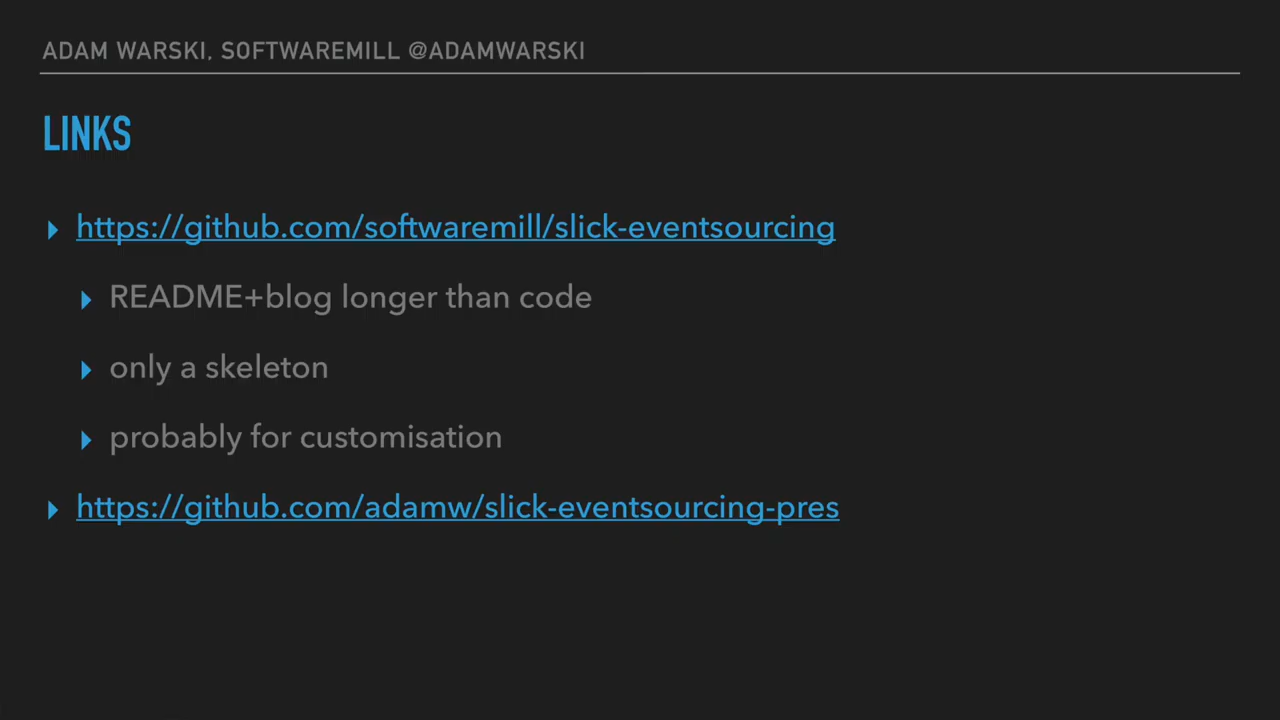 ADAM WARSKI, SOFTWAREMILL @ADAMWARSKI
LINKS
https://github.com/softwaremill/slick-eventsourcing
README+blog longer than code
only a skeleton
probably for customisation
https://github.com/adamw/slick-eventsourcing-pres